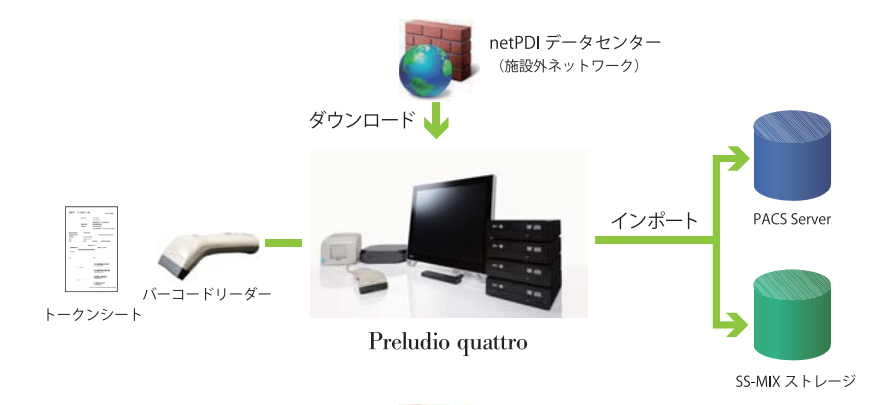 netPDI データセンター
（施設外ネットワーク）
ダウンロード
インポート
PACS Server
バーコードリーダー
トークンシート
Preludio quattro
SS-MIX ストレージ